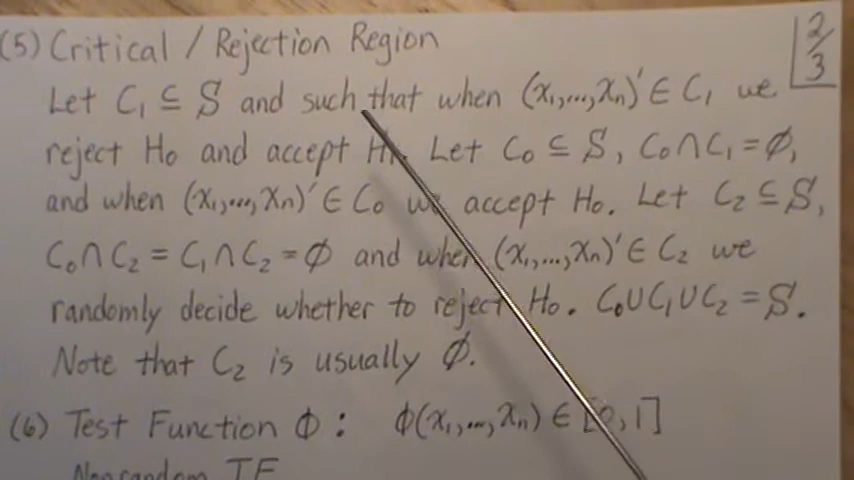 (5) Critical / Rejection Region
2/3
Let C₁ ⊆ S and such that when (x₁,...,xₙ)' ∈ C₁ we
reject H₀ and accept H₁. Let C₀ ⊆ S, C₀∩C₁ = ∅,
and when (x₁,...,xₙ)' ∈ C₀ we accept H₀. Let C₂ ⊆ S,
C₀∩C₂ = C₁∩C₂ = ∅ and when (x₁,...,xₙ)' ∈ C₂ we
randomly decide whether to reject H₀. C₀∪C₁∪C₂ = S.
Note that C₂ is usually ∅.
(6) Test Function Φ: ϕ(x₁,...,xₙ) ∈ [0,1]
Nonrandom TF